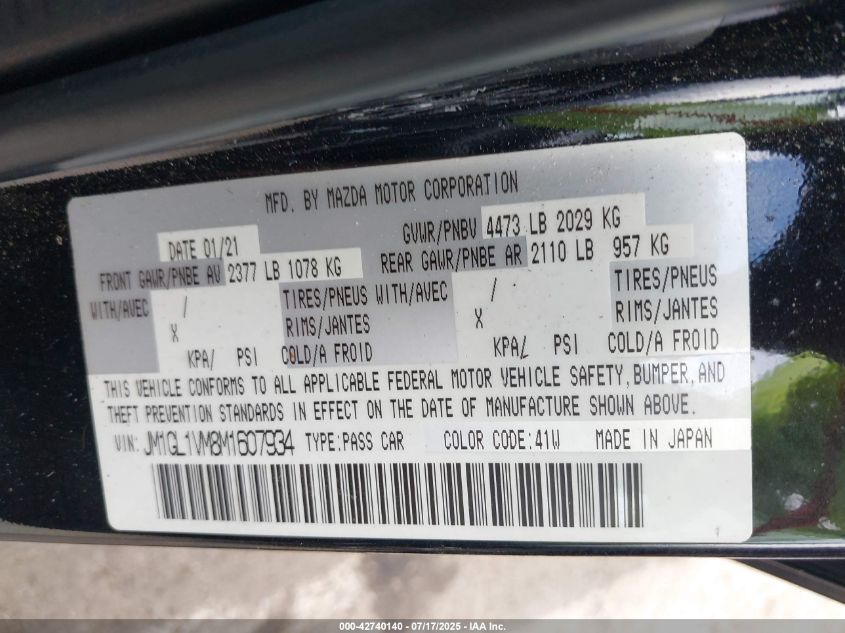 MFD. BY MAZDA MOTOR CORPORATION
DATE 01/21 GVWR/PNBV 4473 LB 2029 KG
FRONT GAWR/PNBE AV 2377 LB 1078 KG REAR GAWR/PNBE AR 2110 LB 957 KG
WITH/AVEC / TIRES/PNEUS WITH/AVEC / TIRES/PNEUS
X RIMS/JANTES X RIMS/JANTES
KPA/ PSI COLD/A FROID KPA/ PSI COLD/A FROID
THIS VEHICLE CONFORMS TO ALL APPLICABLE FEDERAL MOTOR VEHICLE SAFETY, BUMPER, AND
THEFT PREVENTION STANDARDS IN EFFECT ON THE DATE OF MANUFACTURE SHOWN ABOVE.
VIN: JM1GL1VM8M1607934 TYPE: PASS CAR COLOR CODE: 41W MADE IN JAPAN
000-42740140 - 07/17/2025 - IAA Inc.